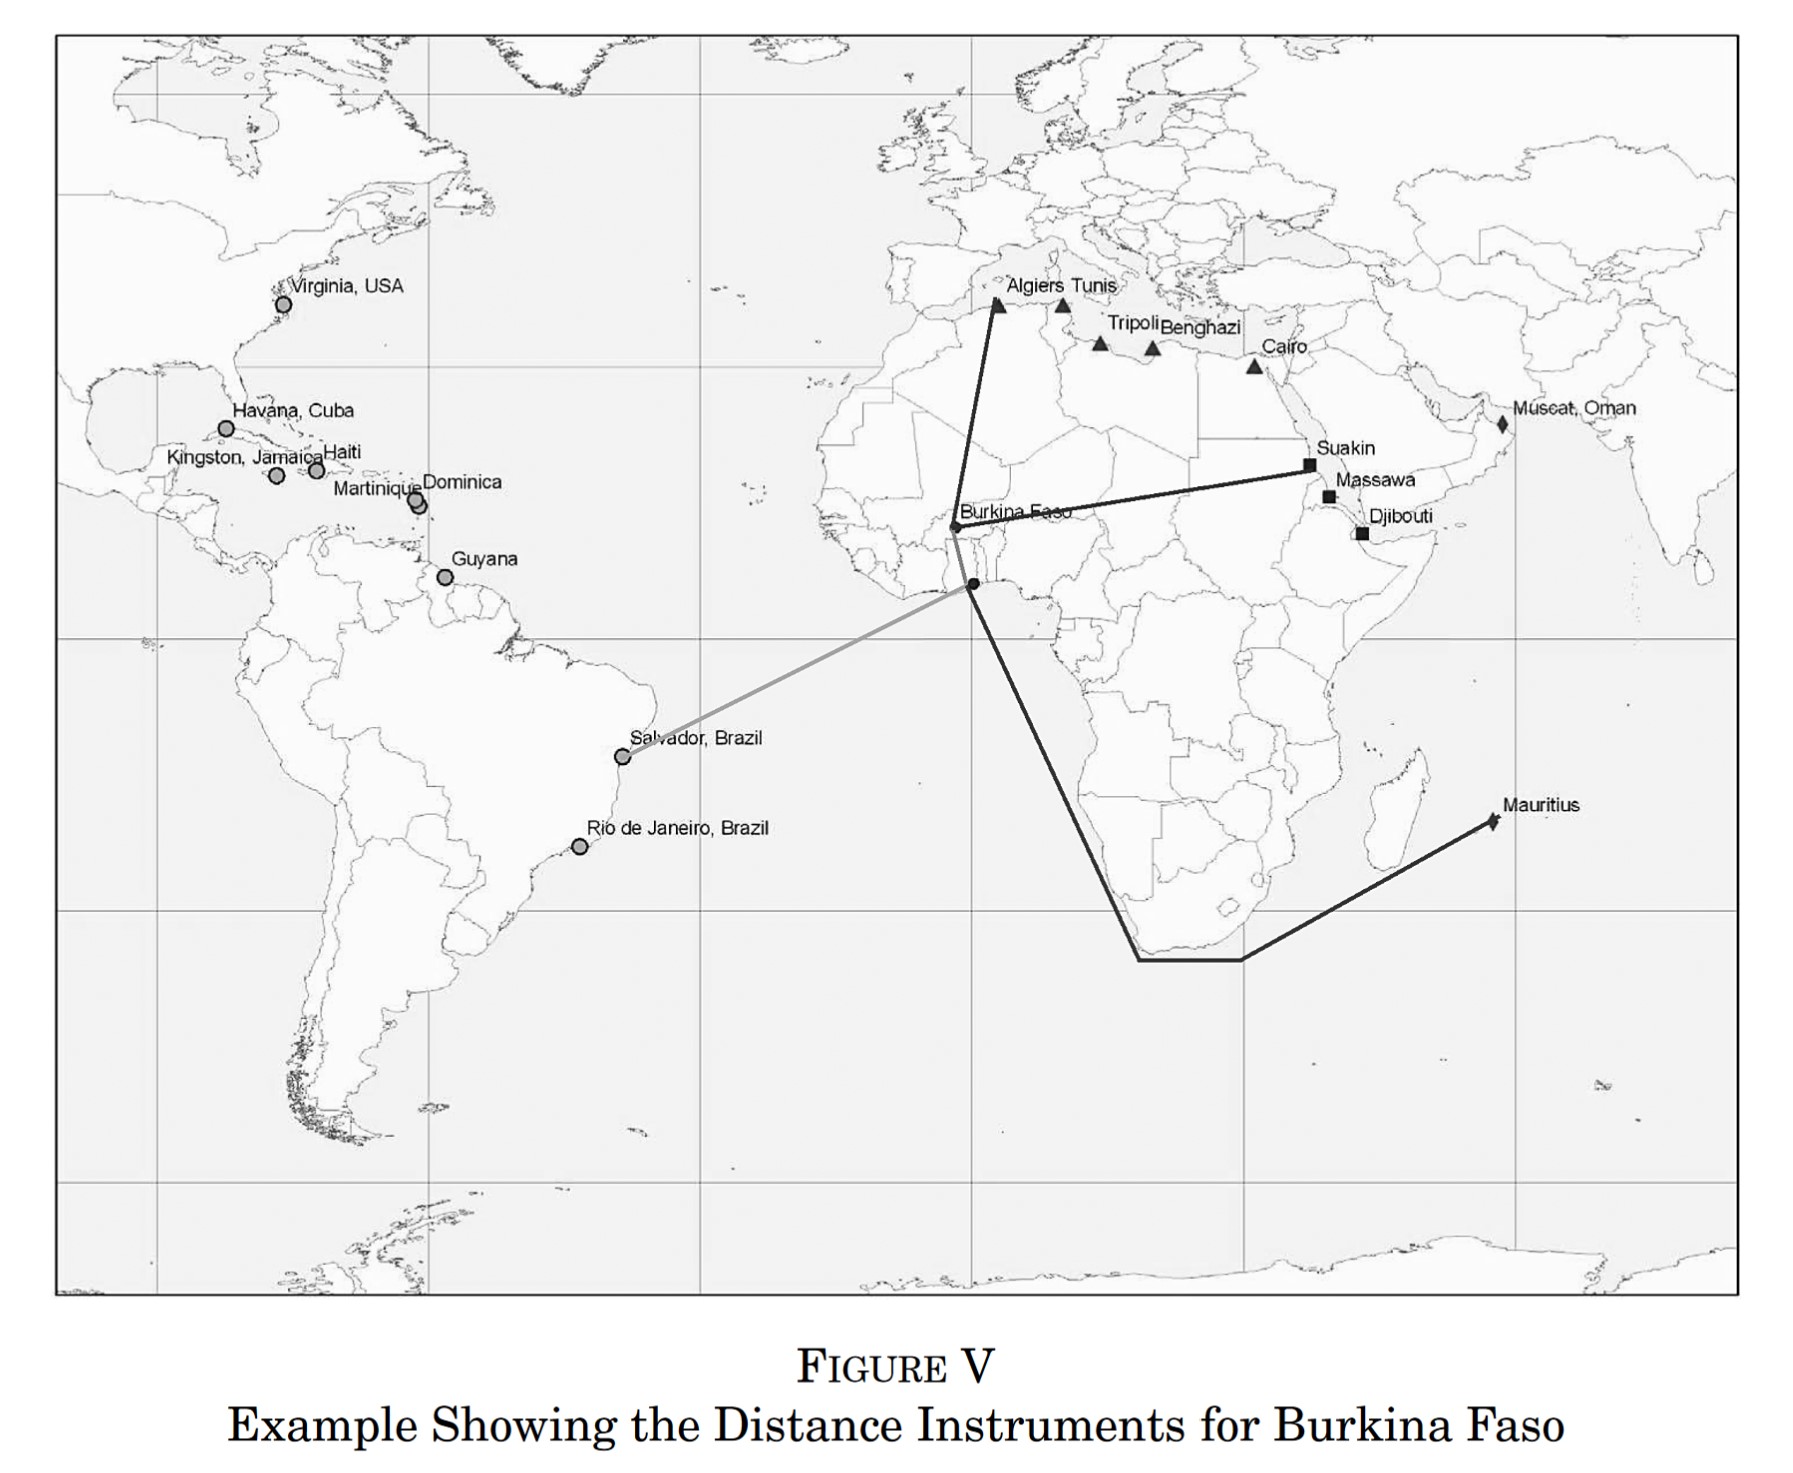 Virginia, USA
Algiers Tunis
Tripoli Benghazi
Cairo
Havana, Cuba
Muscat, Oman
Kingston, Jamaica Haiti
Suakin
Martinique Dominica
Massawa
Burkina Faso
Djibouti
Guyana
Salvador, Brazil
Mauritius
Rio de Janeiro, Brazil
FIGURE V
Example Showing the Distance Instruments for Burkina Faso